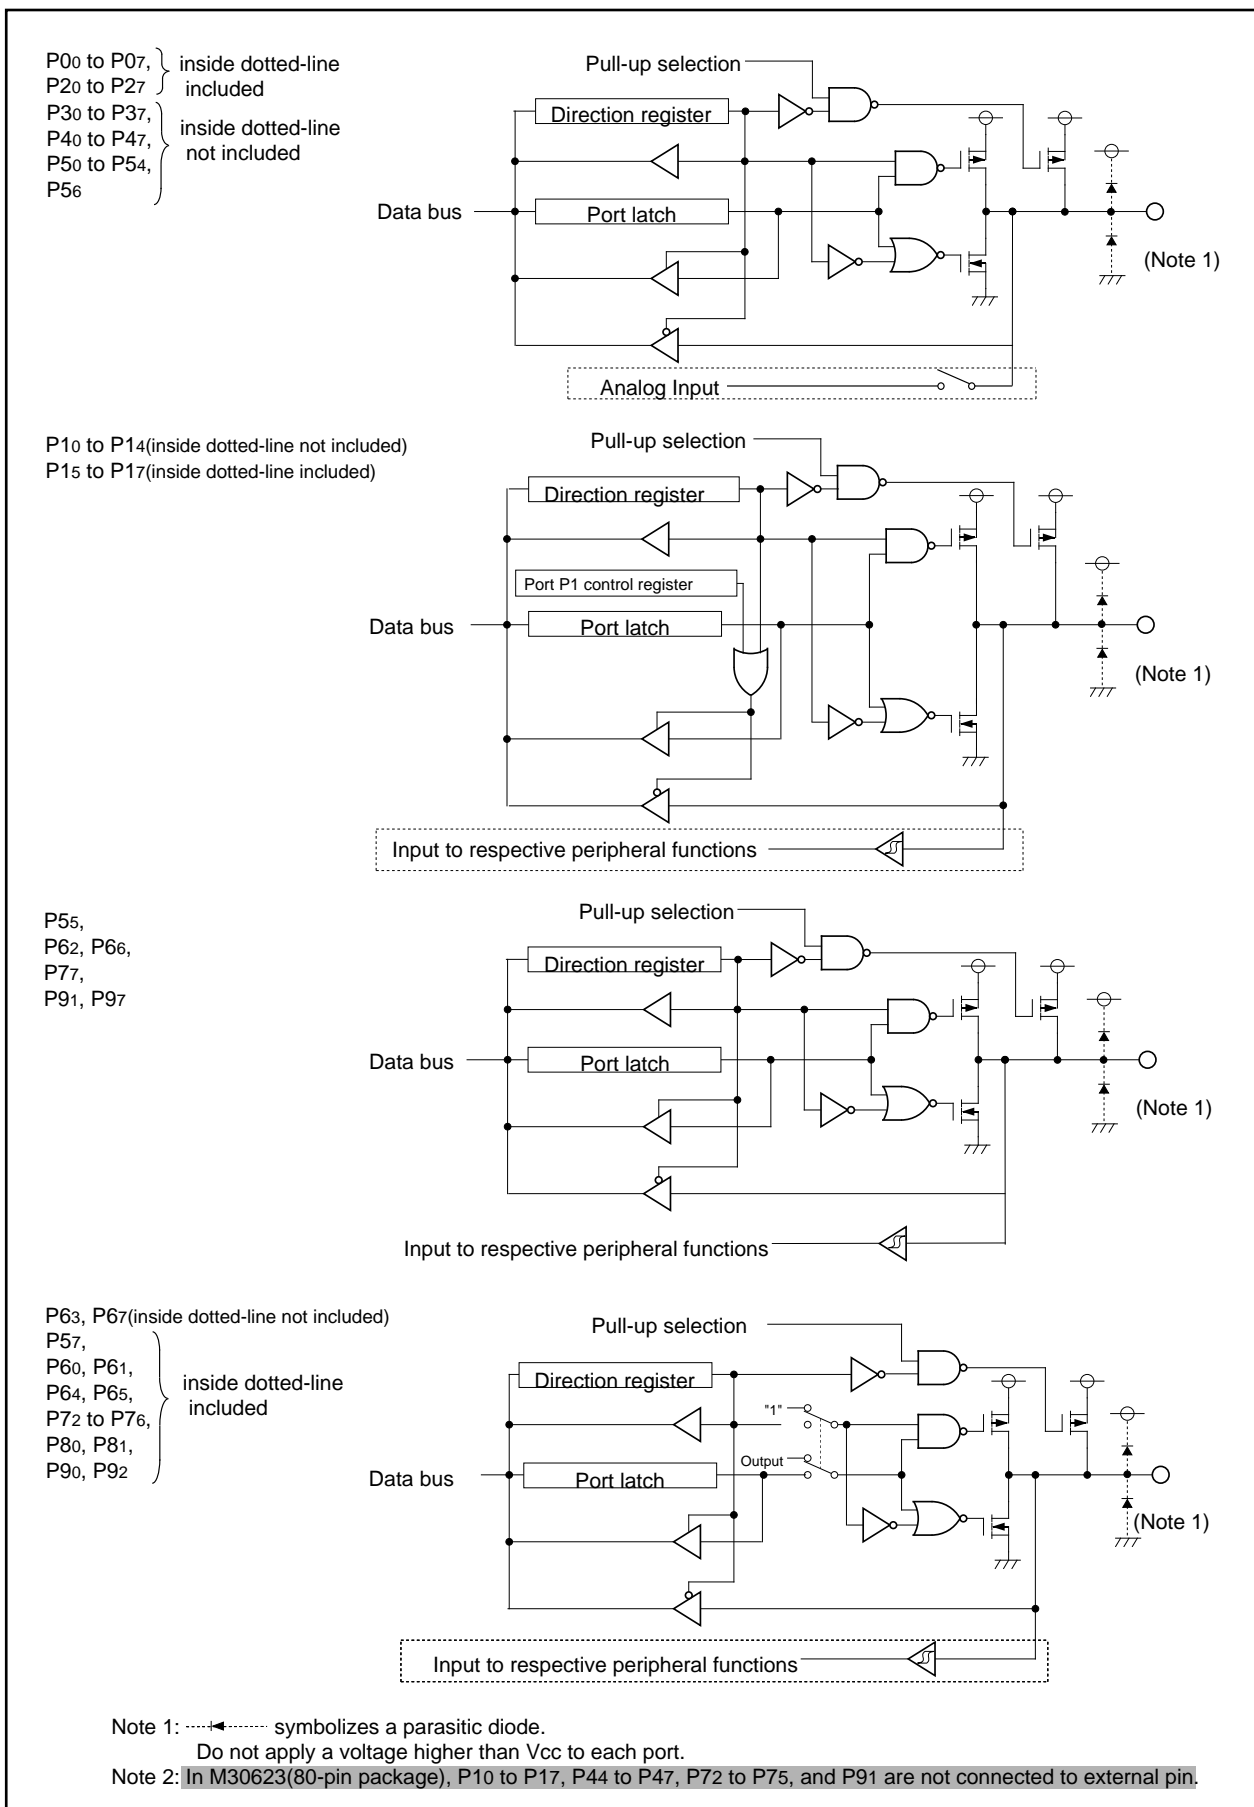 P00 to P07,
P20 to P27
inside dotted-line
included
P30 to P37,
P40 to P47,
P50 to P54,
P56
inside dotted-line
not included
Pull-up selection
Direction register
Data bus
Port latch
(Note 1)
Analog Input
P10 to P14(inside dotted-line not included)
P15 to P17(inside dotted-line included)
Pull-up selection
Direction register
Port P1 control register
Data bus
Port latch
(Note 1)
Input to respective peripheral functions
P55,
P62, P66,
P77,
P91, P97
Pull-up selection
Direction register
Data bus
Port latch
(Note 1)
Input to respective peripheral functions
P63, P67(inside dotted-line not included)
P57,
P60, P61,
P64, P65,
P72 to P76,
P80, P81,
P90, P92
inside dotted-line
included
Pull-up selection
Direction register
"1"
Output
Data bus
Port latch
(Note 1)
Input to respective peripheral functions
Note 1: symbolizes a parasitic diode.
Do not apply a voltage higher than Vcc to each port.
Note 2: In M30623(80-pin package), P10 to P17, P44 to P47, P72 to P75, and P91 are not connected to external pin.